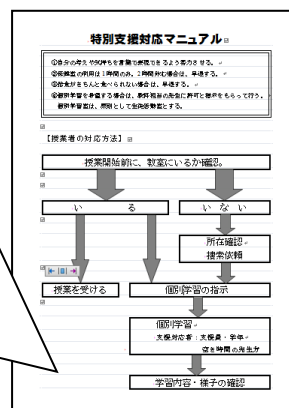 特別支援対応マニュアル
①自分の考えや気持ちを言葉で表現できるよう努力させる。
②保健室の利用は1時間のみ。2時間休む場合は、早退する。
③給食がきちんと食べられない場合は、早退する。
④個別学習を希望する場合は、教科担当の先生に許可と課題をもらって行う。
個別学習室は、原則として生徒活動室とする。
【授業者の対応方法】
授業開始前に、教室にいるか確認。
いる
いない
所在確認
捜索依頼
授業を受ける
個別学習の指示
個別学習
支援対応者：支援員・学年
空き時間の先生方
学習内容・様子の確認